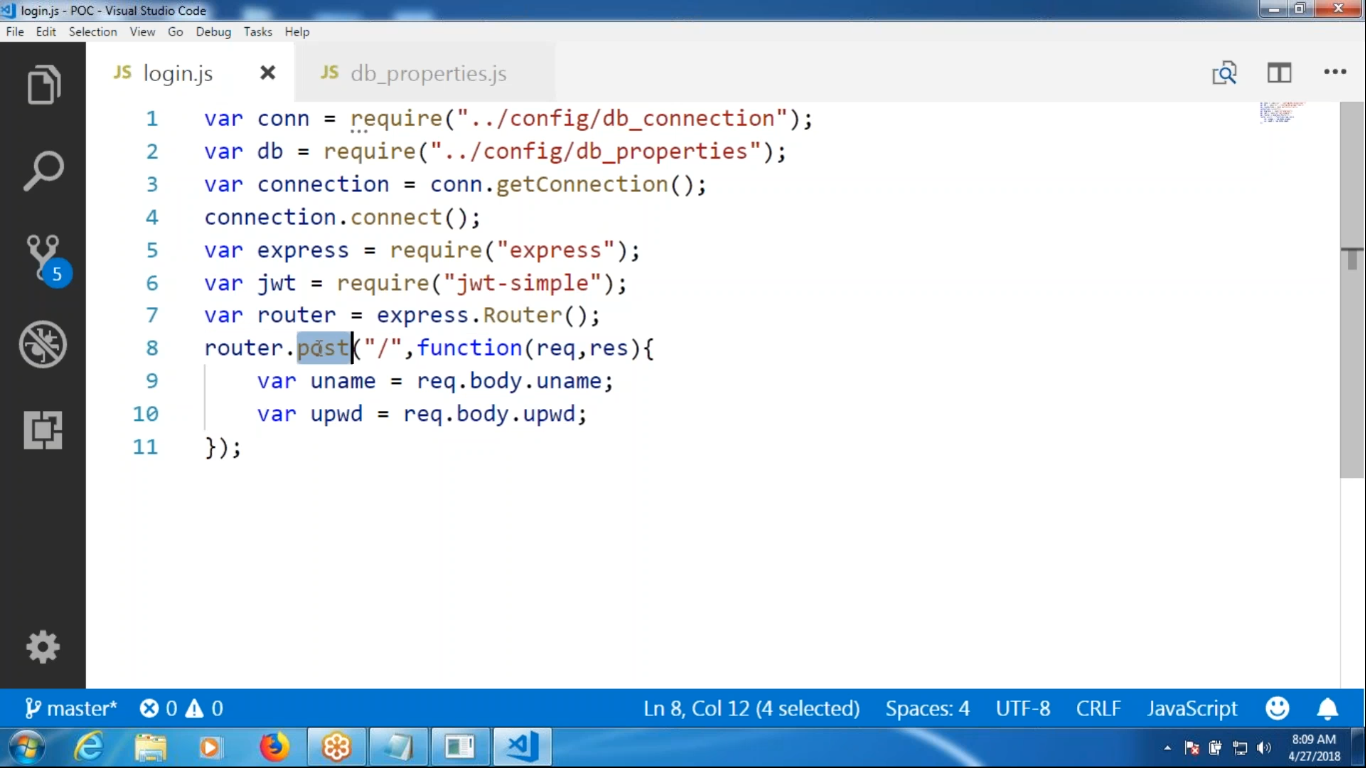 login.js - POC - Visual Studio Code
File Edit Selection View Go Debug Tasks Help
JS login.js JS db_properties.js
1 var conn = require("../config/db_connection");
2 var db = require("../config/db_properties");
3 var connection = conn.getConnection();
4 connection.connect();
5 var express = require("express");
6 var jwt = require("jwt-simple");
7 var router = express.Router();
8 router.post("/",function(req,res){
9 var uname = req.body.uname;
10 var upwd = req.body.upwd;
11 });
5
master* 0 0 Ln 8, Col 12 (4 selected) Spaces: 4 UTF-8 CRLF JavaScript
8:09 AM
4/27/2018